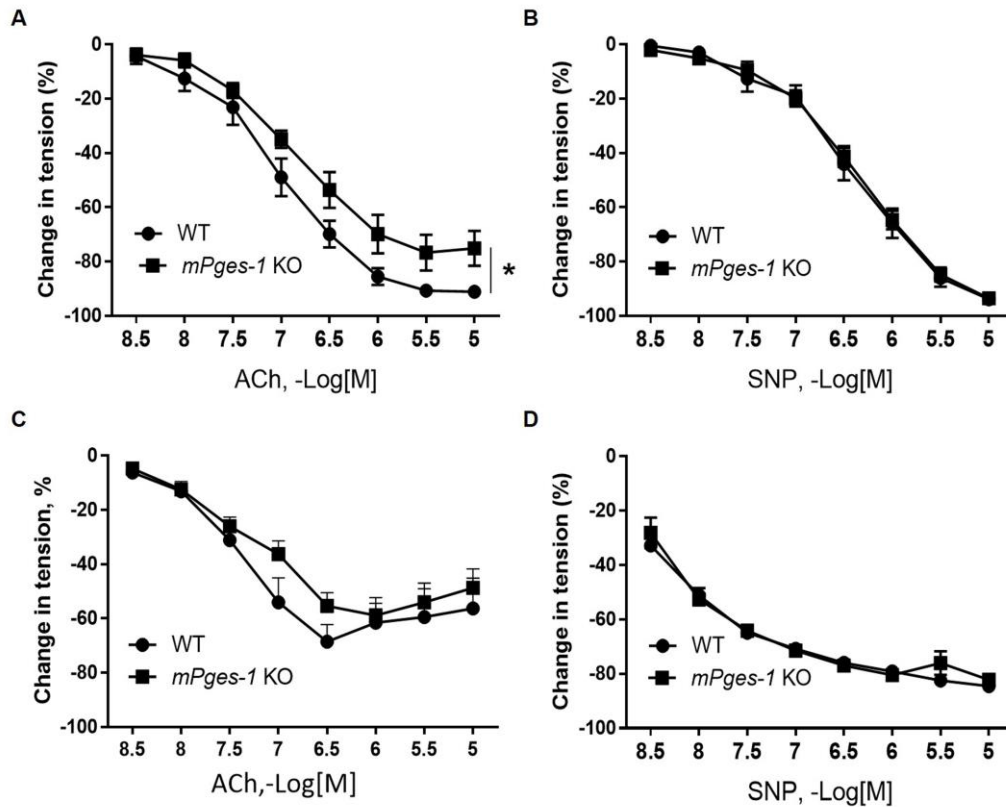 A
Change in tension (%)
0
-20
-40
-60
-80
-100
WT
mPges-1 KO
*
8.5 8 7.5 7 6.5 6 5.5 5
ACh, -Log[M]
B
Change in tension (%)
0
-20
-40
-60
-80
-100
WT
mPges-1 KO
8.5 8 7.5 7 6.5 6 5.5 5
SNP, -Log[M]
C
Change in tension, %
0
-20
-40
-60
-80
-100
WT
mPges-1 KO
8.5 8 7.5 7 6.5 6 5.5 5
ACh,-Log[M]
D
Change in tension (%)
0
-20
-40
-60
-80
-100
WT
mPges-1 KO
8.5 8 7.5 7 6.5 6 5.5 5
SNP, -Log[M]